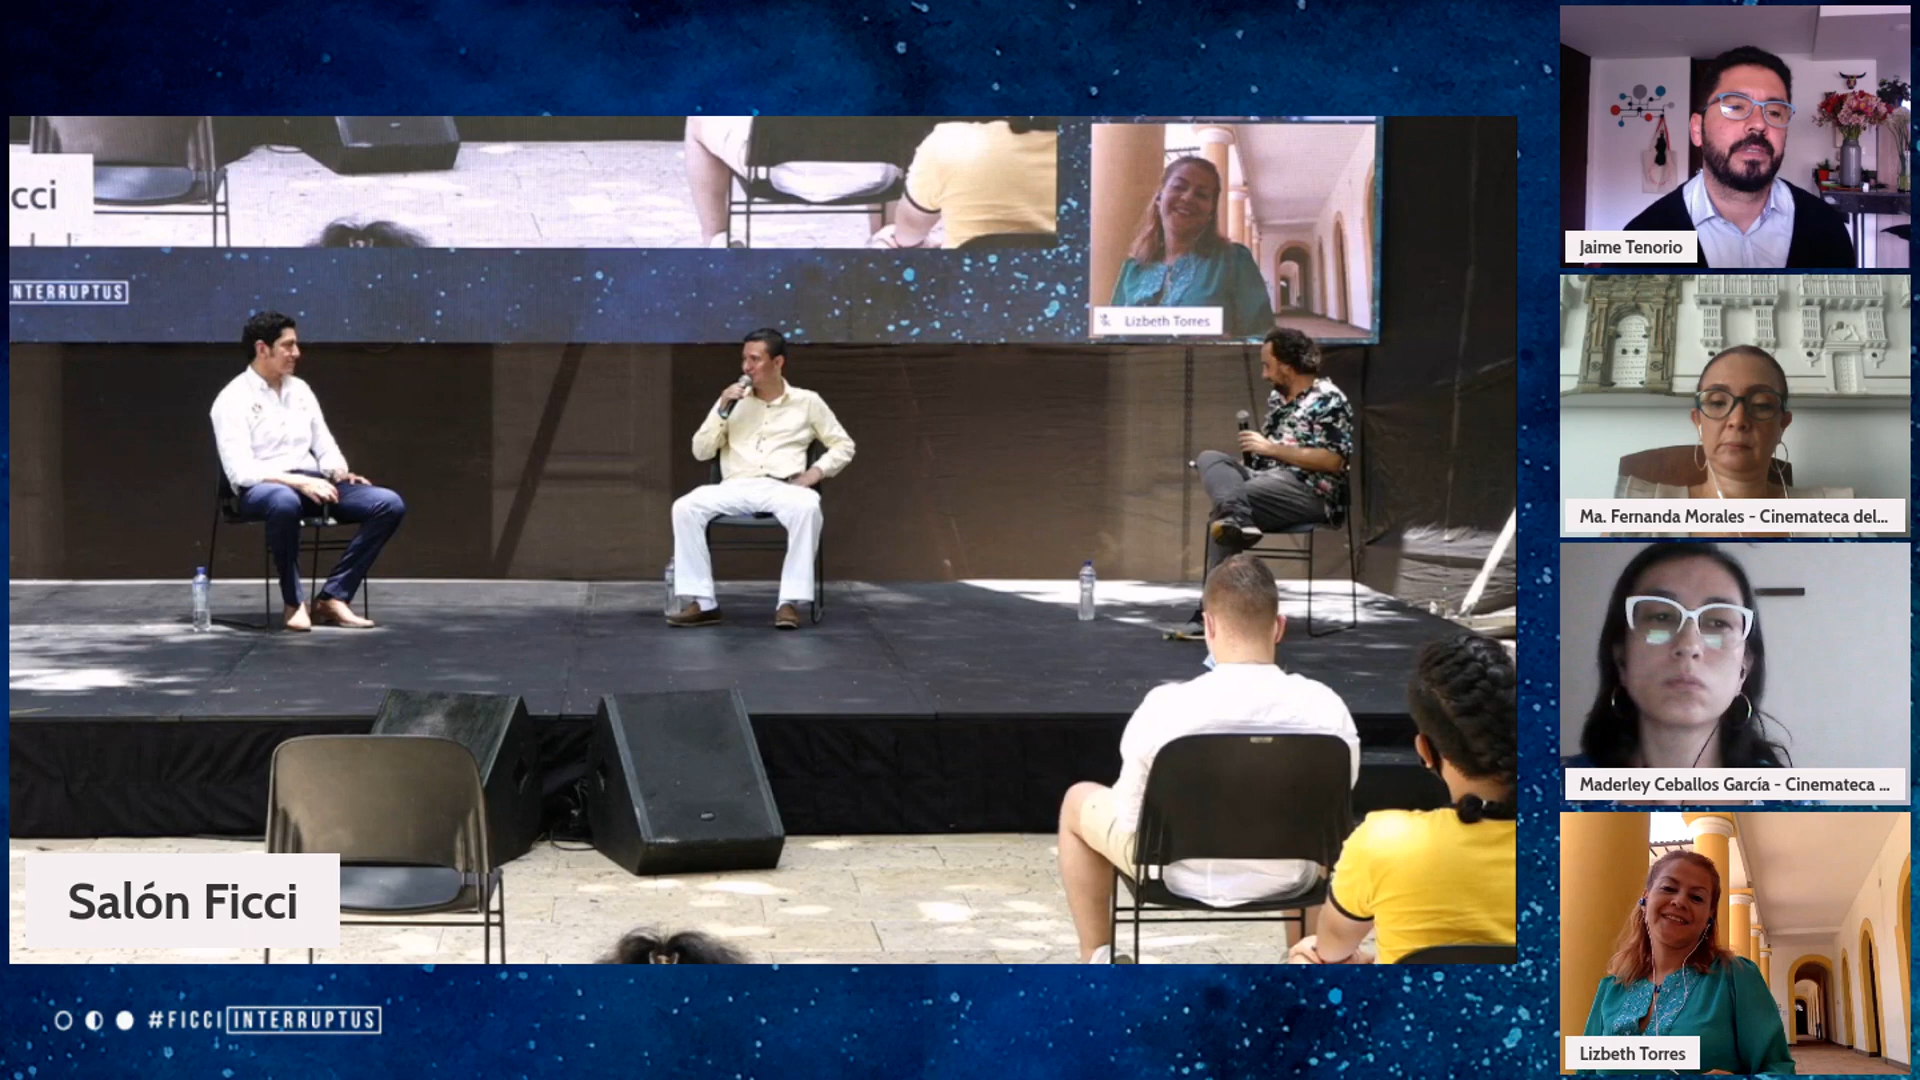 cci
NTERRUPTUS
Lizbeth Torres
Salón Ficci
#FICCI INTERRUPTUS
Jaime Tenorio
Ma. Fernanda Morales - Cinemateca del...
Maderley Ceballos García - Cinemateca ...
Lizbeth Torres